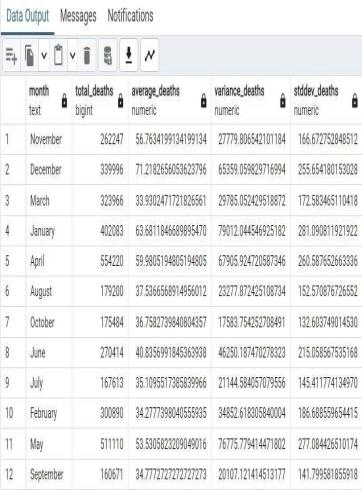 Data Output Messages Notifications
month total_deaths average_deaths variance_deaths stddev_deaths
text bigint numeric numeric numeric
1 November 262247 56.7634199134199134 27779.806542101184 166.672752848512
2 December 339996 71.2182656053623796 65359.059829716994 255.654180153028
3 March 323966 33.9302471721826561 29785.052429518872 172.583465110418
4 January 402083 63.6811846689895470 79012.044546925182 281.090811921922
5 April 554220 59.9805194805194805 67905.924720587346 260.587652663336
6 August 179200 37.5366568914956012 23277.872425108734 152.570876726552
7 October 175484 36.7582739840804357 17583.754252708491 132.603749014530
8 June 270414 40.8356991845363938 46250.187470278323 215.058567535168
9 July 167613 35.1095517385839966 21144.584057079556 145.411774134970
10 February 300890 34.2777398040555935 34852.618305840004 186.688559654415
11 May 511110 53.5305823209049016 76775.779414471802 277.084426510174
12 September 160671 34.7772727272727273 20107.121414513177 141.799581855918